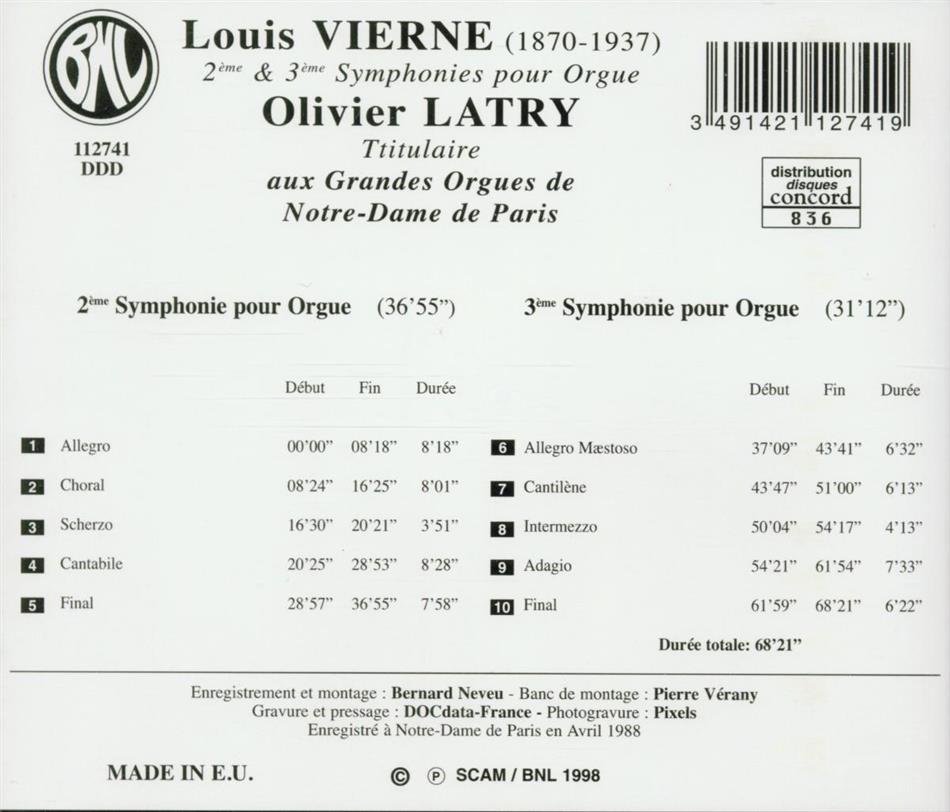 BNL
Louis VIERNE (1870-1937)
2ème & 3ème Symphonies pour Orgue
Olivier LATRY
Ttitulaire
aux Grandes Orgues de
Notre-Dame de Paris
112741
DDD
3 491421 127419
distribution
disques
concord
836
2ème Symphonie pour Orgue (36'55")
Début Fin Durée
1 Allegro 00'00" 08'18" 8'18"
2 Choral 08'24" 16'25" 8'01"
3 Scherzo 16'30" 20'21" 3'51"
4 Cantabile 20'25" 28'53" 8'28"
5 Final 28'57" 36'55" 7'58"
3ème Symphonie pour Orgue (31'12")
Début Fin Durée
6 Allegro Mæstoso 37'09" 43'41" 6'32"
7 Cantilène 43'47" 51'00" 6'13"
8 Intermezzo 50'04" 54'17" 4'13"
9 Adagio 54'21" 61'54" 7'33"
10 Final 61'59" 68'21" 6'22"
Durée totale: 68'21"
Enregistrement et montage : Bernard Neveu - Banc de montage : Pierre Vérany
Gravure et pressage : DOCdata-France - Photogravure : Pixels
Enregistré à Notre-Dame de Paris en Avril 1988
MADE IN E.U.
© ℗ SCAM / BNL 1998